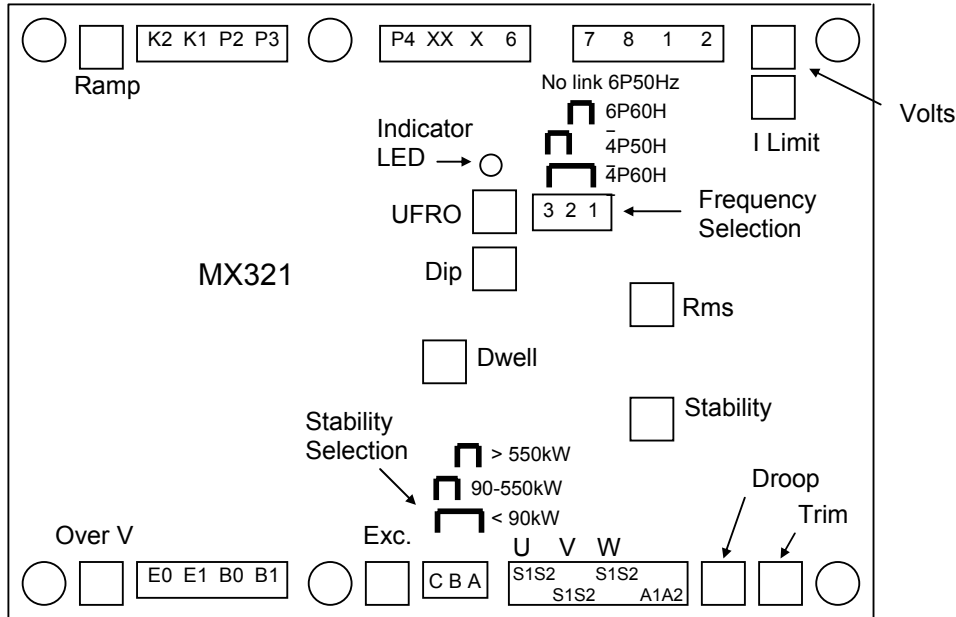 K2 K1 P2 P3
P4 XX X 6
7 8 1 2
Ramp
No link 6P50Hz
6P60H
Volts
Indicator
LED
4P50H
I Limit
4P60H
UFRO
3 2 1
Frequency
Selection
Dip
MX321
Rms
Dwell
Stability
Stability
Selection
> 550kW
90-550kW
< 90kW
Droop
Trim
Over V
Exc.
U V W
E0 E1 B0 B1
C B A
S1S2 S1S2
S1S2 A1A2